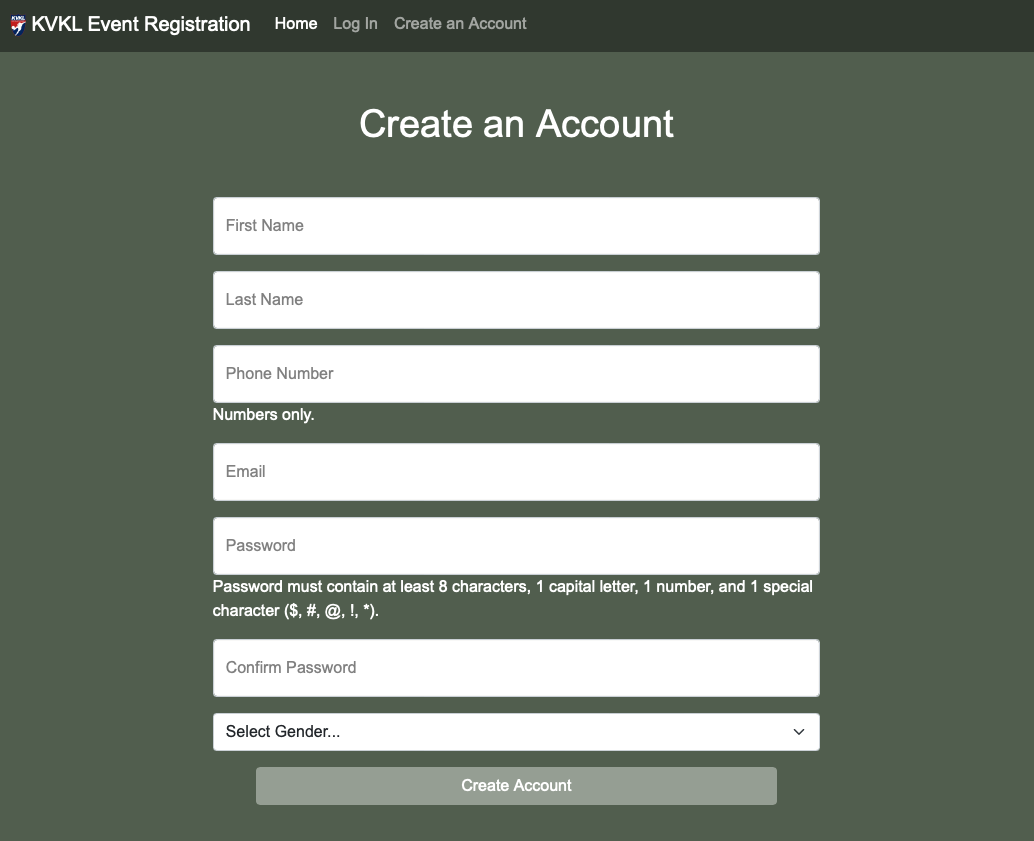 KVKL
KVKL Event Registration Home Log In Create an Account
Create an Account
First Name
Last Name
Phone Number
Numbers only.
Email
Password
Password must contain at least 8 characters, 1 capital letter, 1 number, and 1 special
character ($, #, @, !, *).
Confirm Password
Select Gender...
Create Account